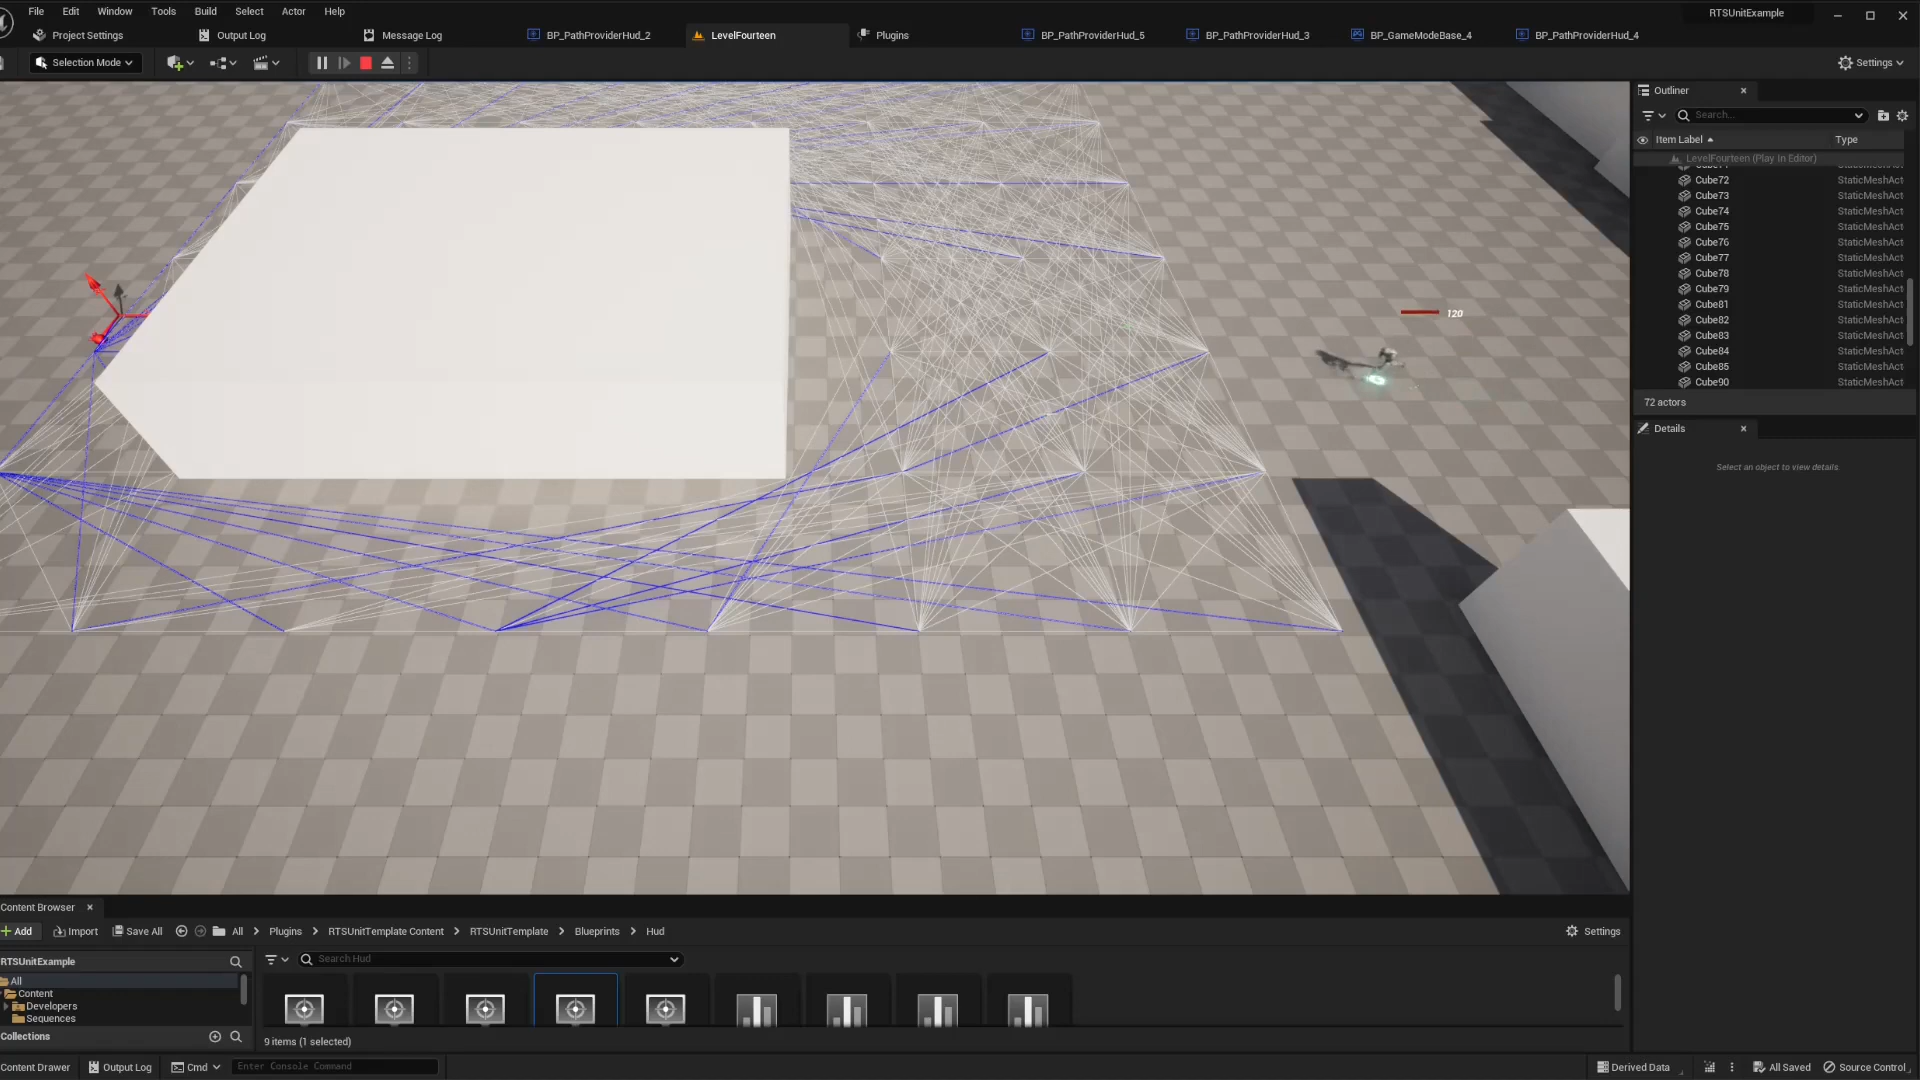 File Edit Window Tools Build Select Actor Help RTSUnitExample
Project Settings Output Log Message Log BP_PathProviderHud_2 LevelFourteen Plugins BP_PathProviderHud_5 BP_PathProviderHud_3 BP_GameModeBase_4 BP_PathProviderHud_4
Selection Mode Settings
Outliner
Search...
Item Label Type
LevelFourteen (Play In Editor)
Cube72 StaticMeshAct
Cube73 StaticMeshAct
Cube74 StaticMeshAct
Cube75 StaticMeshAct
Cube76 StaticMeshAct
Cube77 StaticMeshAct
Cube78 StaticMeshAct
Cube79 StaticMeshAct
Cube81 StaticMeshAct
Cube82 StaticMeshAct
Cube83 StaticMeshAct
Cube84 StaticMeshAct
Cube85 StaticMeshAct
Cube90 StaticMeshAct
72 actors
Details
Select an object to view details.
120
Content Browser
Add Import Save All All Plugins RTSUnitTemplate Content RTSUnitTemplate Blueprints Hud Settings
RTSUnitExample
Search Hud
All
Content
Developers
Sequences
Collections
9 items (1 selected)
Content Drawer Output Log Cmd Enter Console Command Derived Data All Saved Source Control